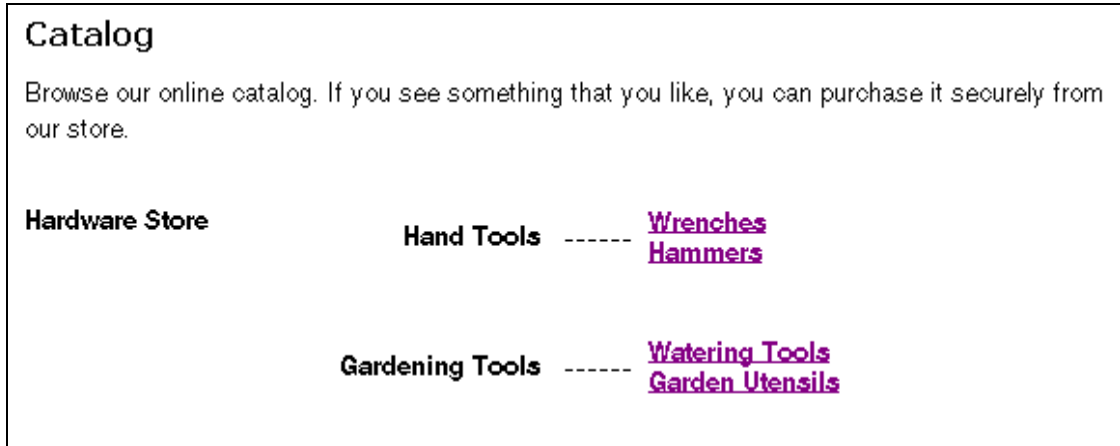 Catalog
Browse our online catalog. If you see something that you like, you can purchase it securely from
our store.
Hardware Store
Hand Tools ------ Wrenches
Hammers
Gardening Tools ------ Watering Tools
Garden Utensils